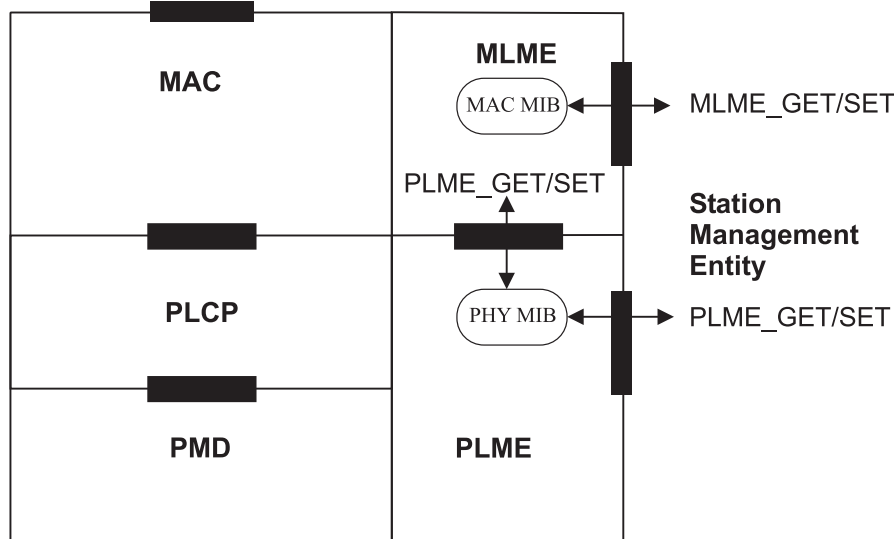 MLME
MAC
MAC MIB
MLME_GET/SET
PLME_GET/SET
Station
Management
Entity
PLCP
PHY MIB
PLME_GET/SET
PMD
PLME